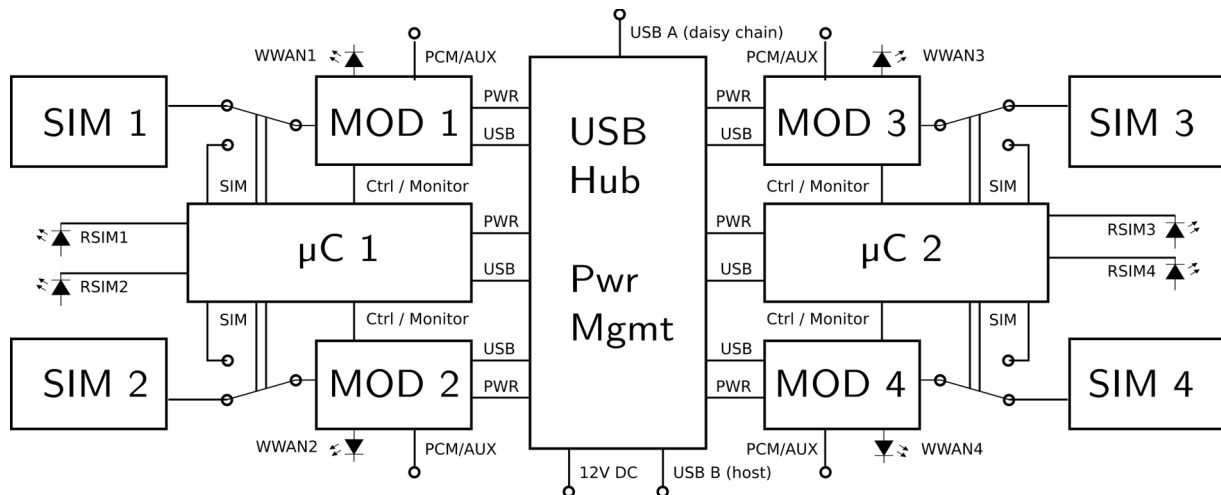 USB A (daisy chain)
WWAN1
PCM/AUX
PCM/AUX
WWAN3
SIM 1
MOD 1
PWR
USB
USB
Hub
Pwr
Mgmt
PWR
USB
MOD 3
SIM 3
SIM
Ctrl / Monitor
Ctrl / Monitor
SIM
RSIM1
RSIM2
µC 1
PWR
USB
PWR
USB
µC 2
RSIM3
RSIM4
SIM
Ctrl / Monitor
Ctrl / Monitor
SIM
SIM 2
MOD 2
USB
PWR
USB
PWR
MOD 4
SIM 4
WWAN2
PCM/AUX
12V DC
USB B (host)
PCM/AUX
WWAN4